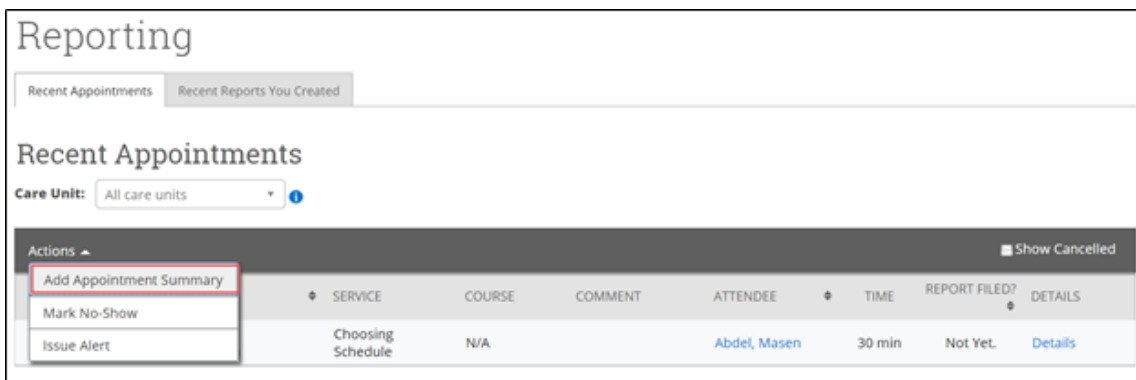 Reporting
Recent Appointments Recent Reports You Created
Recent Appointments
Care Unit: All care units
Actions Show Cancelled
Add Appointment Summary
SERVICE COURSE COMMENT ATTENDEE TIME REPORT FILED? DETAILS
Mark No-Show
Issue Alert
Choosing Schedule N/A Abdel, Masen 30 min Not Yet. Details